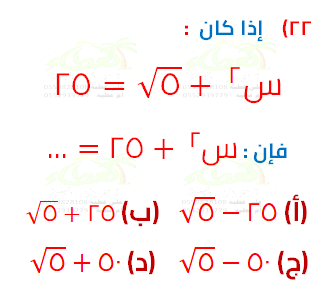 ٢٢) إذا كان :
س٢ + √٥ = ٢٥
فإن : س٢ + ٢٥ = ...
(أ) ٢٥ − √٥ (ب) ٢٥ + √٥
(ج) ٥٠ − √٥ (د) ٥٠ + √٥